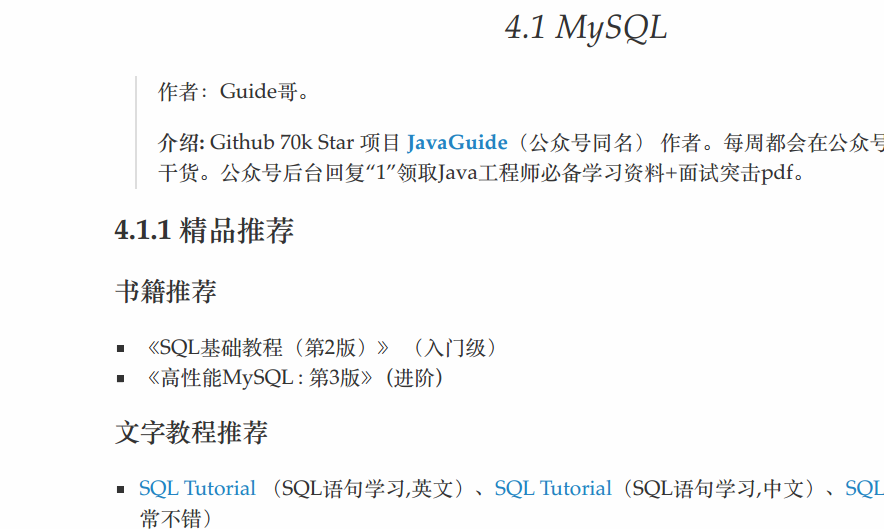 4.1 MySQL
作者：Guide哥。
介绍: Github 70k Star 项目 JavaGuide（公众号同名） 作者。每周都会在公众号
干货。公众号后台回复“1”领取Java工程师必备学习资料+面试突击pdf。
4.1.1 精品推荐
书籍推荐
▪ 《SQL基础教程（第2版）》 （入门级）
▪ 《高性能MySQL : 第3版》(进阶)
文字教程推荐
▪ SQL Tutorial （SQL语句学习,英文）、SQL Tutorial（SQL语句学习,中文）、SQL
常不错）